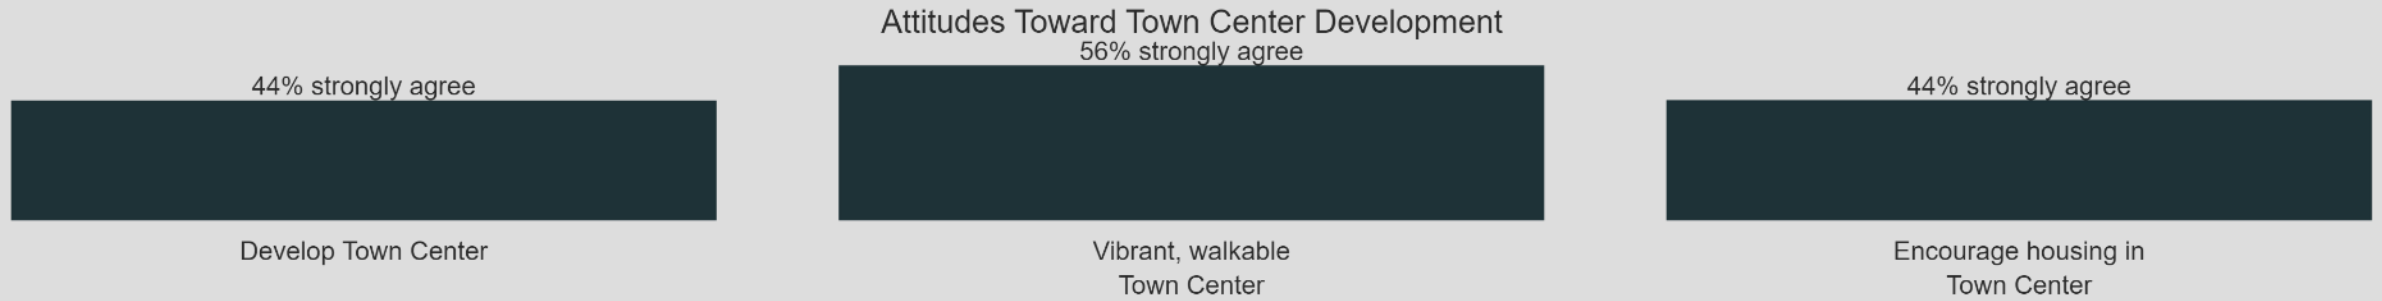 Attitudes Toward Town Center Development
44% strongly agree
56% strongly agree
44% strongly agree
Develop Town Center
Vibrant, walkable
Town Center
Encourage housing in
Town Center